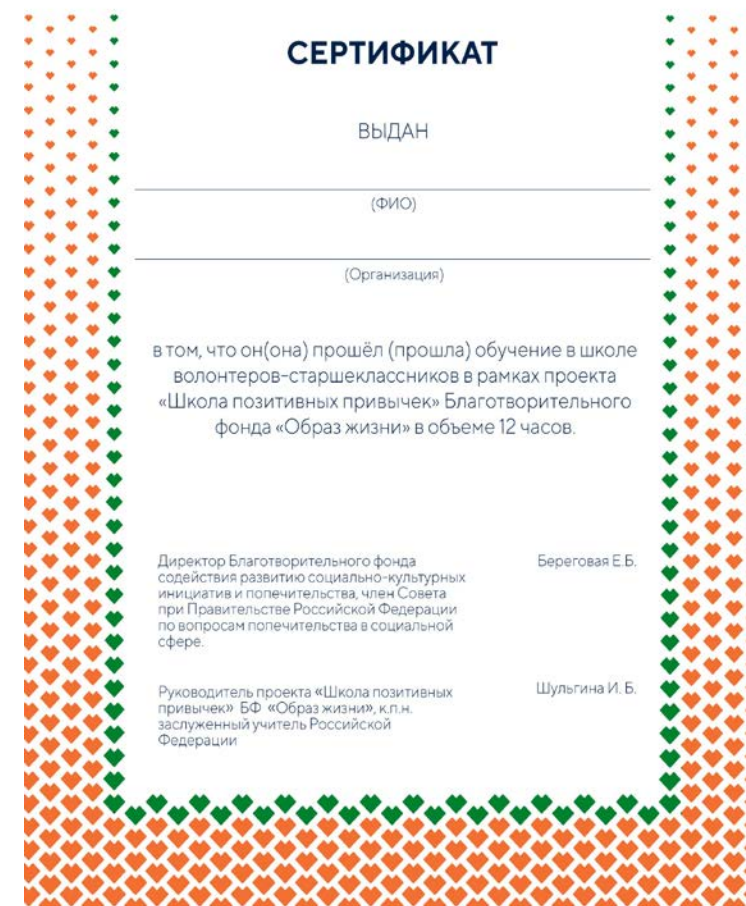 СЕРТИФИКАТ
ВЫДАН
(ФИО)
(Организация)
в том, что он(она) прошёл (прошла) обучение в школе
волонтеров-старшеклассников в рамках проекта
«Школа позитивных привычек» Благотворительного
фонда «Образ жизни» в объеме 12 часов.
Директор Благотворительного фонда
содействия развитию социально-культурных
инициатив и попечительства, член Совета
при Правительстве Российской Федерации
по вопросам попечительства в социальной
сфере.
Береговая Е.Б.
Руководитель проекта «Школа позитивных
привычек» БФ «Образ жизни», к.п.н.
заслуженный учитель Российской
Федерации
Шульгина И. Б.